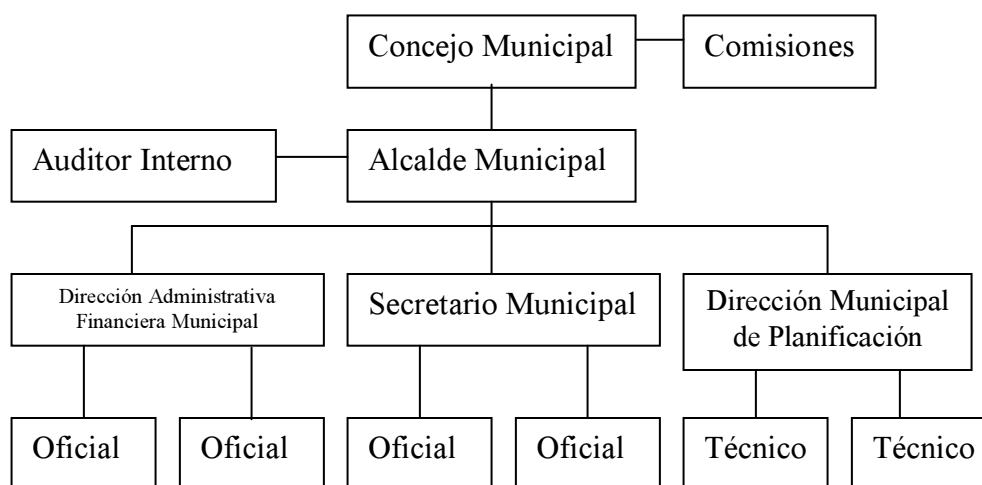 Concejo Municipal
Comisiones
Auditor Interno
Alcalde Municipal
Dirección Administrativa
Financiera Municipal
Secretario Municipal
Dirección Municipal
de Planificación
Oficial
Oficial
Oficial
Oficial
Técnico
Técnico